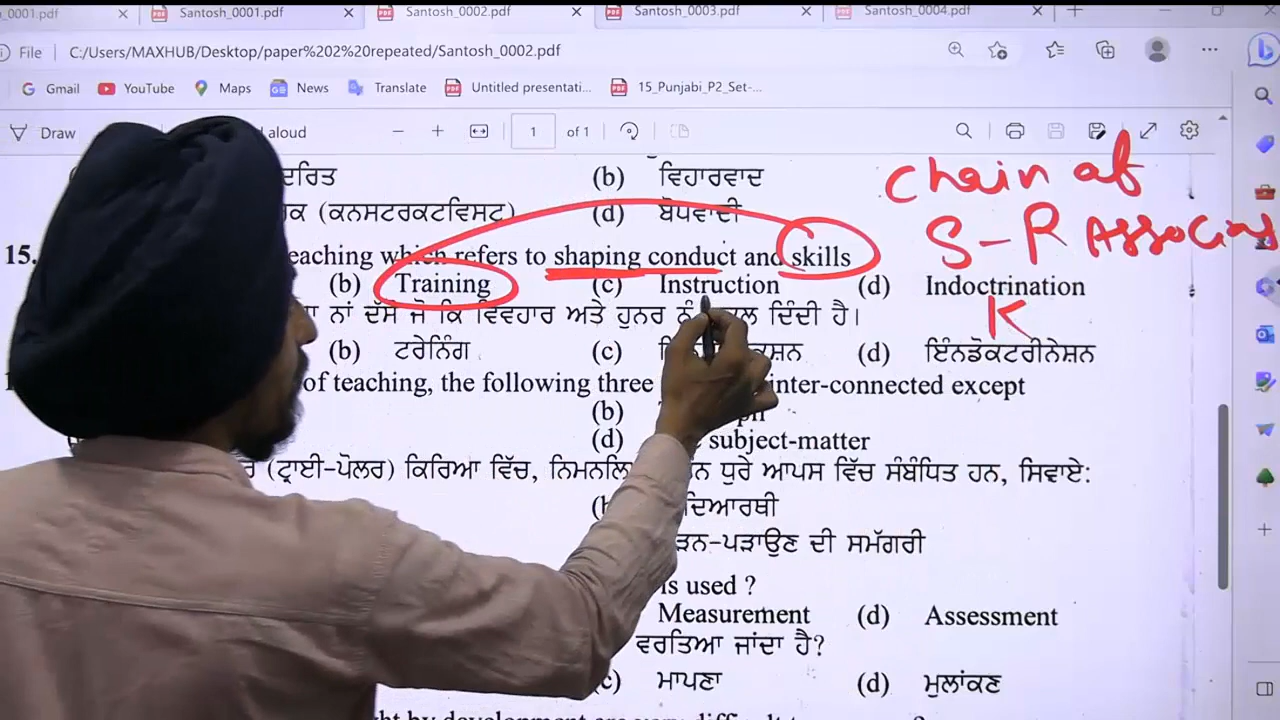 _0001.pdf Santosh_0001.pdf Santosh_0002.pdf Santosh_0003.pdf Santosh_0004.pdf
File C:/Users/MAXHUB/Desktop/paper%202%20repeated/Santosh_0002.pdf
Gmail YouTube Maps News Translate Untitled presentati... 15_Punjabi_P2_Set-...
Draw aloud 1 of 1
(b) ਵਿਹਾਰਵਾਦ
(ਕਨਸਟਰਕਟਵਿਸਟ) (d) ਬੋਧਵਾਦੀ
Chain of
S-R Associa
15. eaching which refers to shaping conduct and skills
(b) Training (c) Instruction (d) Indoctrination
K
ਨਾਂ ਦੱਸੋ ਜੋ ਕਿ ਵਿਵਹਾਰ ਅਤੇ ਹੁਨਰ ਨੂੰ ਦਿੰਦੀ ਹੈ।
(b) ਟਰੇਨਿੰਗ (c) (d) ਇੰਨਡੋਕਟਰੀਨੇਸ਼ਨ
of teaching, the following three inter-connected except
(b)
(d) subject-matter
(ਟ੍ਰਾਈ-ਪੋਲਰ) ਕਿਰਿਆ ਵਿੱਚ, ਧੁਰੇ ਆਪਸ ਵਿੱਚ ਸੰਬੰਧਿਤ ਹਨ, ਸਿਵਾਏ:
ਦਿਆਰਥੀ
ੜਨ-ਪੜਾਉਣ ਦੀ ਸਮੱਗਰੀ
is used ?
Measurement (d) Assessment
ਵਰਤਿਆ ਜਾਂਦਾ ਹੈ?
(c) ਮਾਪਣਾ (d) ਮੁਲਾਂਕਣ